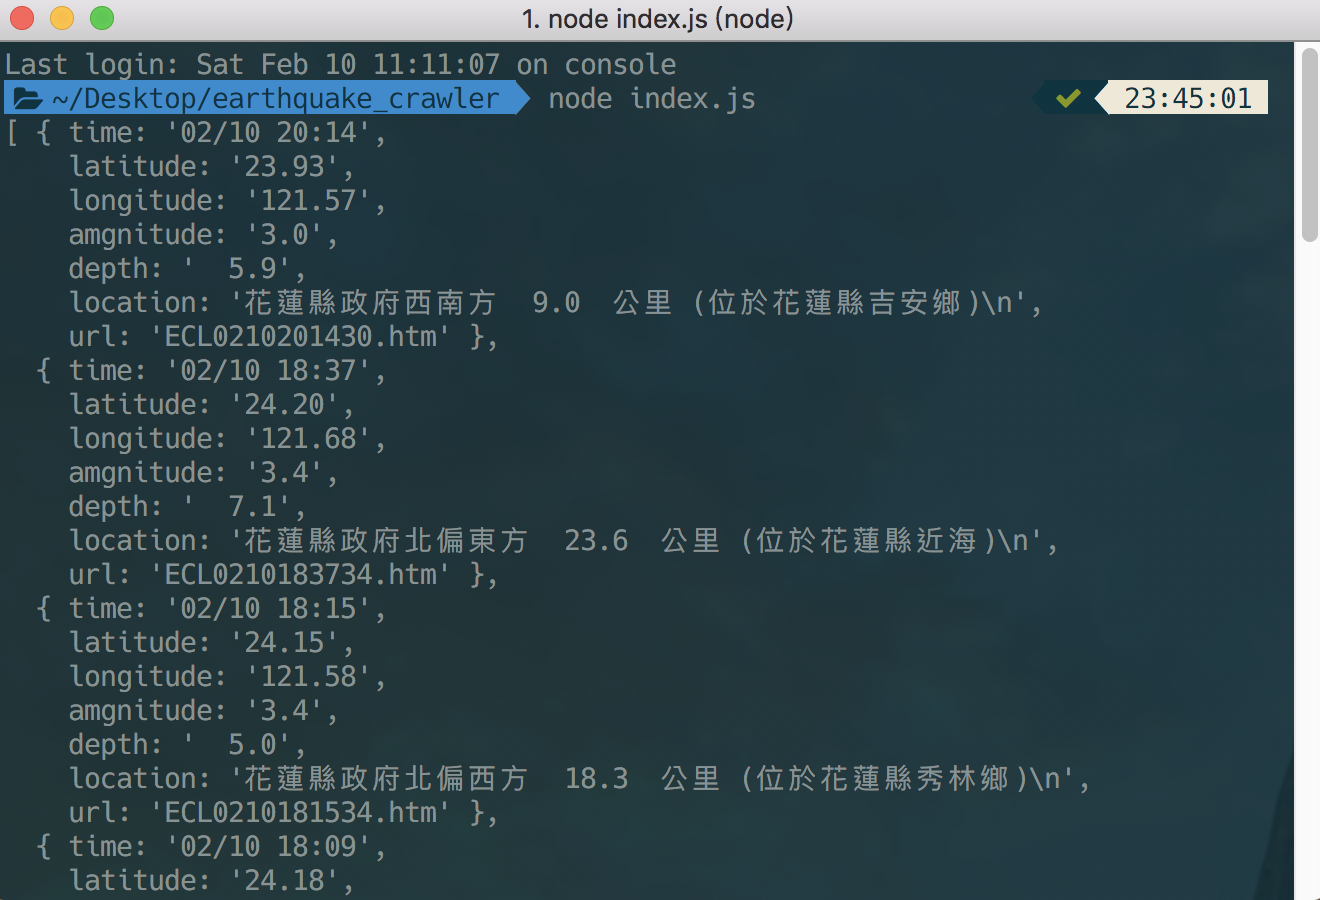 1. node index.js (node)
Last login: Sat Feb 10 11:11:07 on console
~/Desktop/earthquake_crawler node index.js 23:45:01
[ { time: '02/10 20:14',
latitude: '23.93',
longitude: '121.57',
amgnitude: '3.0',
depth: '  5.9',
location: '花蓮縣政府西南方  9.0  公里 (位於花蓮縣吉安鄉)\n',
url: 'ECL0210201430.htm' },
{ time: '02/10 18:37',
latitude: '24.20',
longitude: '121.68',
amgnitude: '3.4',
depth: '  7.1',
location: '花蓮縣政府北偏東方  23.6  公里 (位於花蓮縣近海)\n',
url: 'ECL0210183734.htm' },
{ time: '02/10 18:15',
latitude: '24.15',
longitude: '121.58',
amgnitude: '3.4',
depth: '  5.0',
location: '花蓮縣政府北偏西方  18.3  公里 (位於花蓮縣秀林鄉)\n',
url: 'ECL0210181534.htm' },
{ time: '02/10 18:09',
latitude: '24.18',